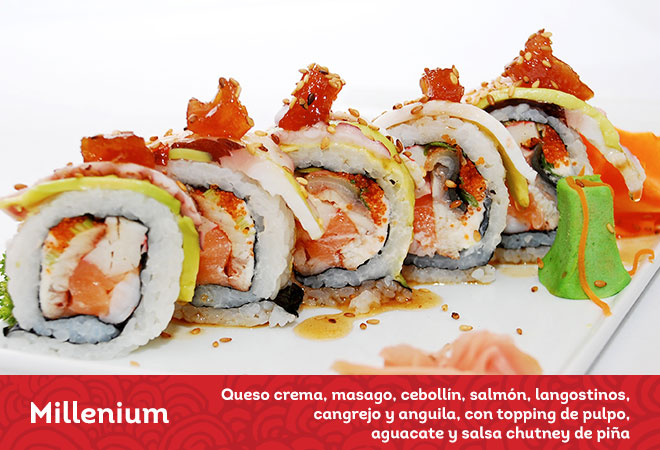 Millenium
Queso crema, masago, cebollín, salmón, langostinos,
cangrejo y anguila, con topping de pulpo,
aguacate y salsa chutney de piña